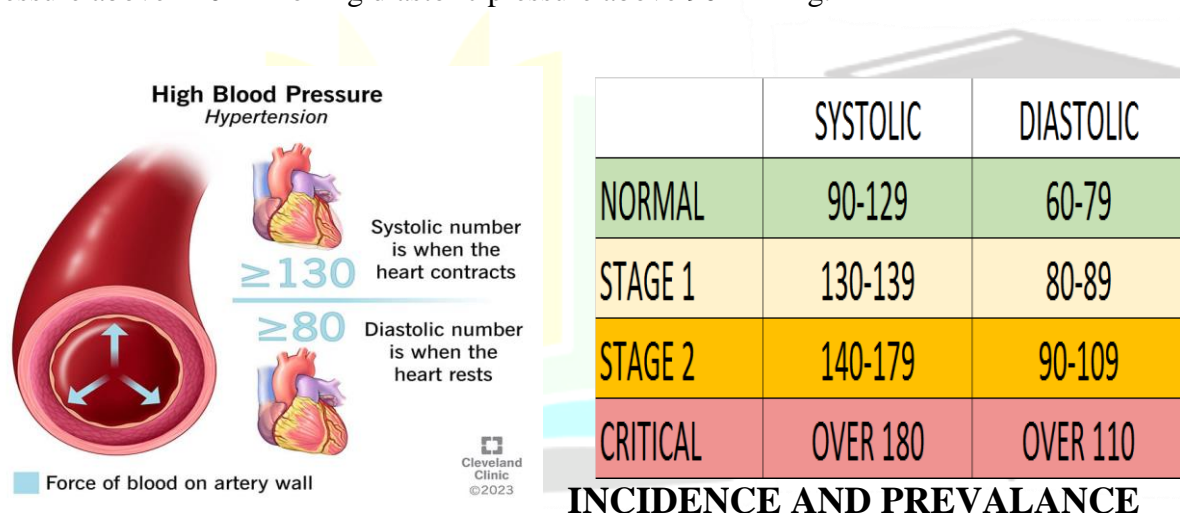 High Blood Pressure
Hypertension
Systolic number
is when the
heart contracts
≥130
≥80
Diastolic number
is when the
heart rests
Force of blood on artery wall
Cleveland
Clinic
©2023
SYSTOLIC DIASTOLIC
NORMAL 90-129 60-79
STAGE 1 130-139 80-89
STAGE 2 140-179 90-109
CRITICAL OVER 180 OVER 110
INCIDENCE AND PREVALANCE